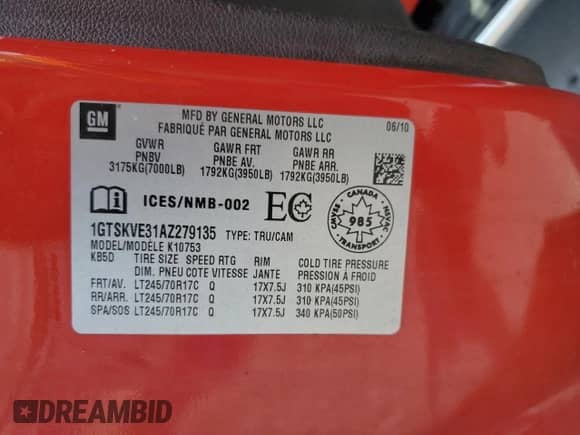 GM
MFD BY GENERAL MOTORS LLC
FABRIQUÉ PAR GENERAL MOTORS LLC
06/10
GVWR GAWR FRT GAWR RR
PNBV PNBE AV. PNBE ARR.
3175KG(7000LB) 1792KG(3950LB) 1792KG(3950LB)
ICES/NMB-002
EC
CANADA
CMVSS NSVAC
985
TRANSPORT
1GTSKVE31AZ279135 TYPE: TRU/CAM
MODEL/MODÈLE K10753
KB5D TIRE SIZE SPEED RTG RIM COLD TIRE PRESSURE
DIM. PNEU COTE VITESSE JANTE PRESSION À FROID
FRT/AV. LT245/70R17C Q 17X7.5J 310 KPA(45PSI)
RR/ARR. LT245/70R17C Q 17X7.5J 310 KPA(45PSI)
SPA/SOS LT245/70R17C Q 17X7.5J 340 KPA(50PSI)
DREAMBID